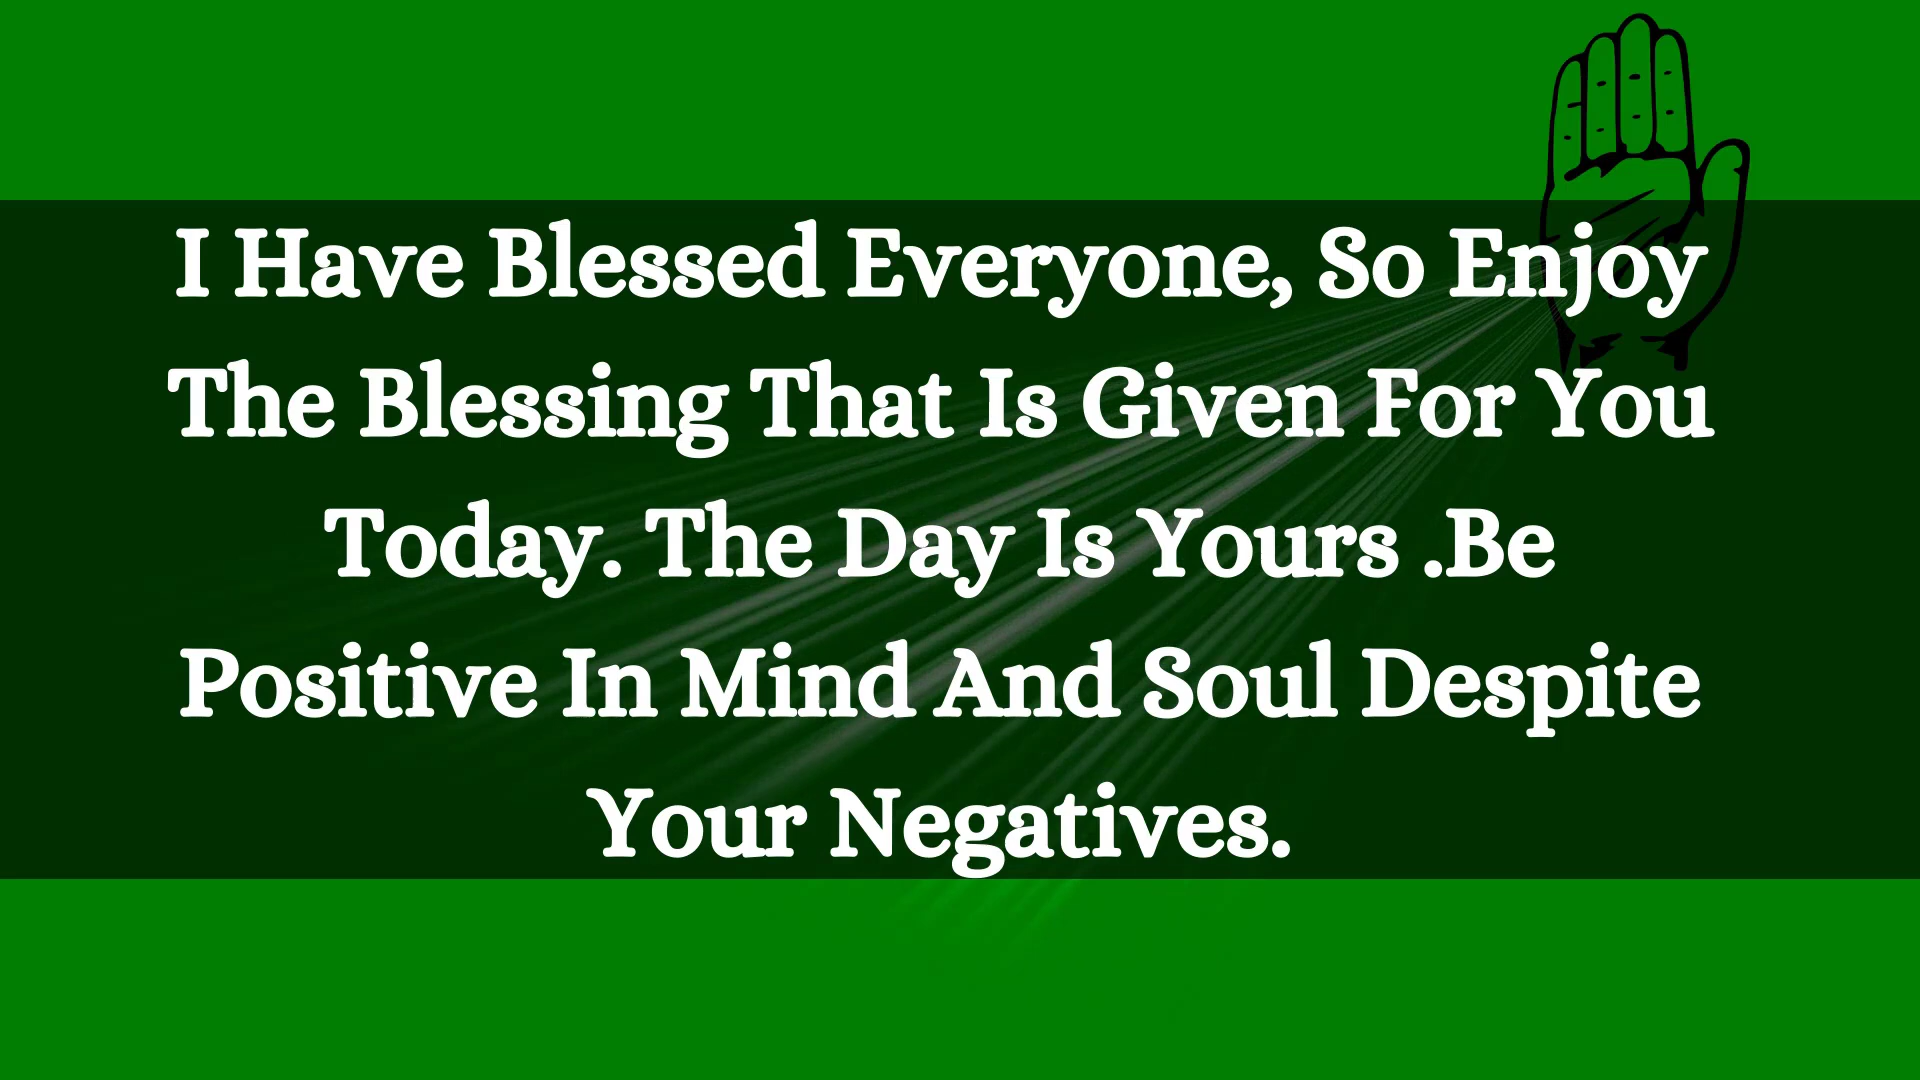 I Have Blessed Everyone, So Enjoy
The Blessing That Is Given For You
Today. The Day Is Yours .Be
Positive In Mind And Soul Despite
Your Negatives.